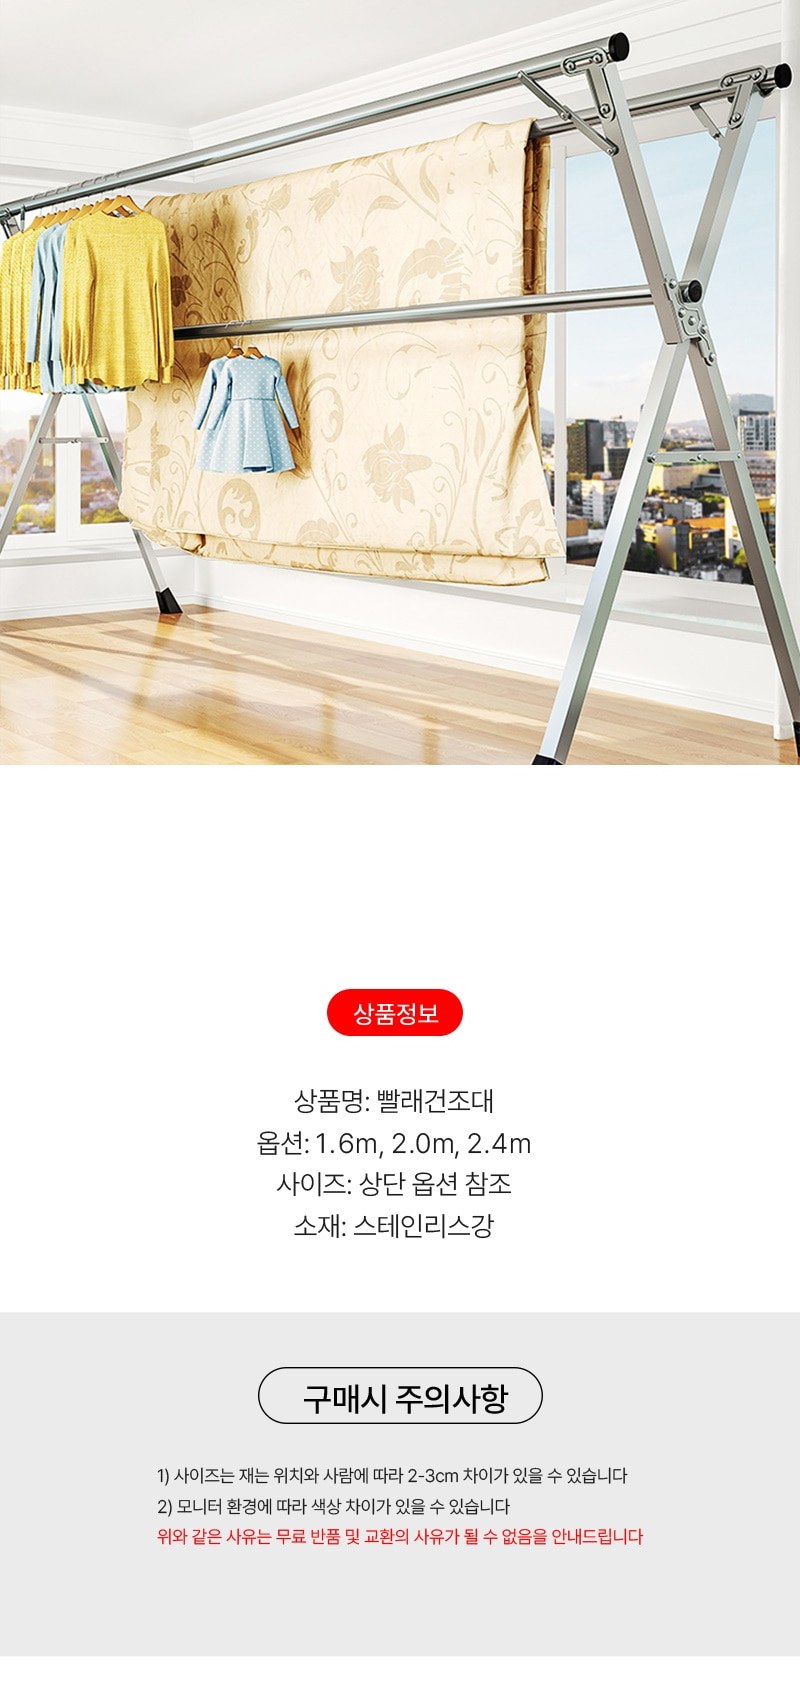 상품정보
상품명: 빨래건조대
옵션: 1.6m, 2.0m, 2.4m
사이즈: 상단 옵션 참조
소재: 스테인리스강
구매시 주의사항
1) 사이즈는 재는 위치와 사람에 따라 2-3cm 차이가 있을 수 있습니다
2) 모니터 환경에 따라 색상 차이가 있을 수 있습니다
위와 같은 사유는 무료 반품 및 교환의 사유가 될 수 없음을 안내드립니다